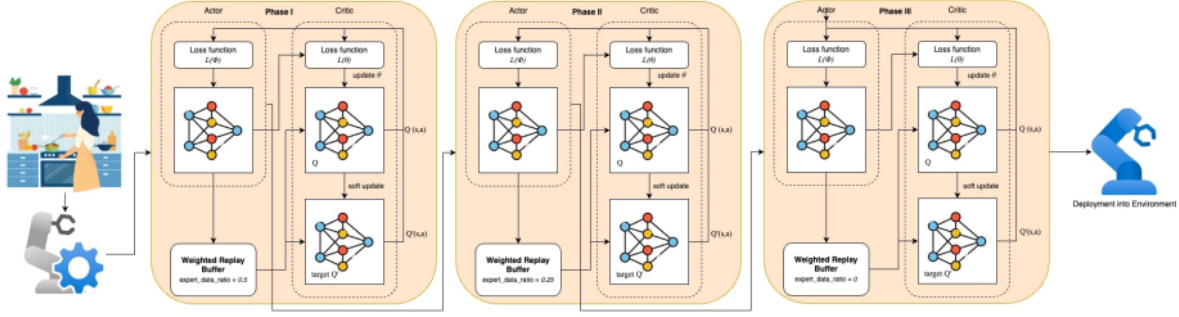 Actor Phase I Critic
Loss function
L(Φ)
Loss function
L(θ)
update θ
Q
Q (s,a)
soft update
target Q'
Q'(s,a)
Weighted Replay
Buffer
expert_data_ratio = 0.5
Actor Phase II Critic
Loss function
L(Φ)
Loss function
L(θ)
update θ
Q
Q (s,a)
soft update
target Q'
Q'(s,a)
Weighted Replay
Buffer
expert_data_ratio = 0.25
Actor Phase III Critic
Loss function
L(Φ)
Loss function
L(θ)
update θ
Q
Q (s,a)
soft update
target Q'
Q'(s,a)
Weighted Replay
Buffer
expert_data_ratio = 0
Deployment into Environment